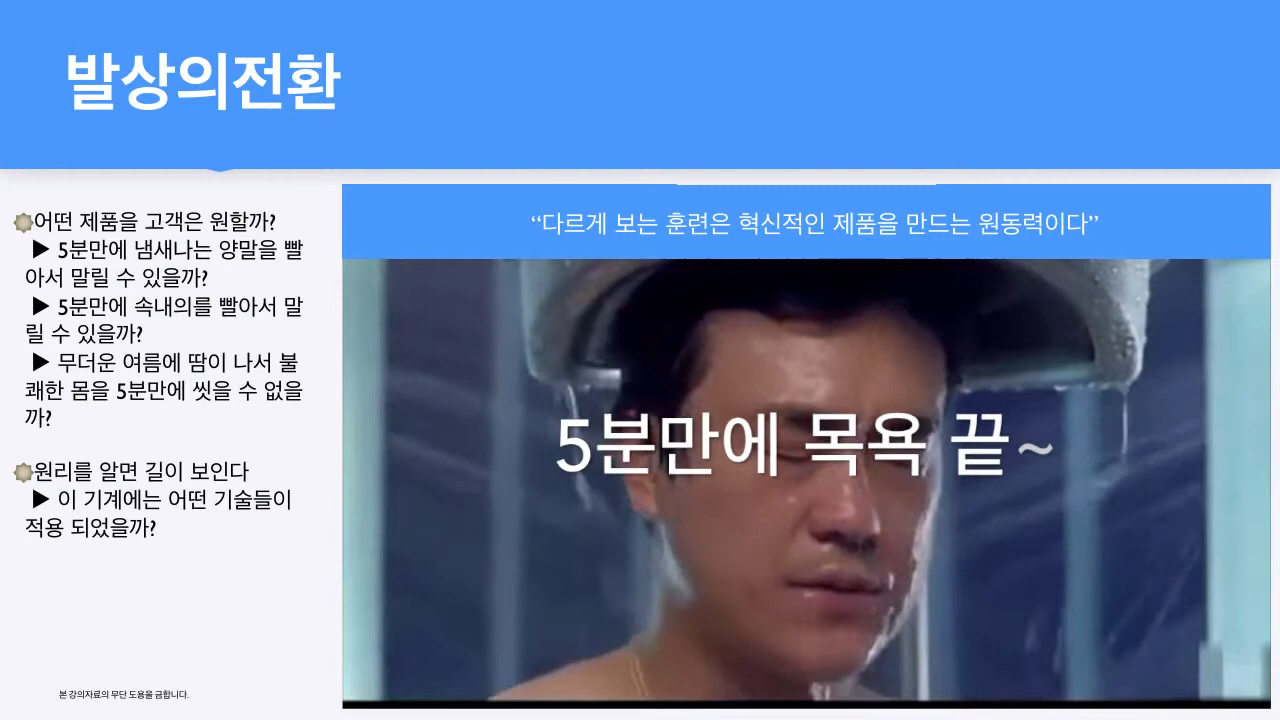 발상의전환
어떤 제품을 고객은 원할까?
▶ 5분만에 냄새나는 양말을 빨
아서 말릴 수 있을까?
▶ 5분만에 속내의를 빨아서 말
릴 수 있을까?
▶ 무더운 여름에 땀이 나서 불
쾌한 몸을 5분만에 씻을 수 없을
까?
원리를 알면 길이 보인다
▶ 이 기계에는 어떤 기술들이
적용 되었을까?
본 강의자료의 무단 도용을 금합니다.
“다르게 보는 훈련은 혁신적인 제품을 만드는 원동력이다”
5분만에 목욕 끝~